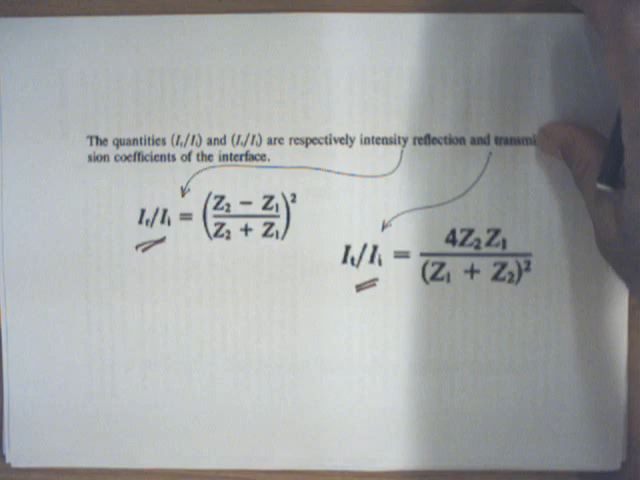 The quantities (Iᵣ/Iᵢ) and (Iₜ/Iᵢ) are respectively intensity reflection and transmi
sion coefficients of the interface.
Iᵣ/Iᵢ = ((Z₂ − Z₁)/(Z₂ + Z₁))²
Iₜ/Iᵢ = 4Z₂Z₁/(Z₁ + Z₂)²